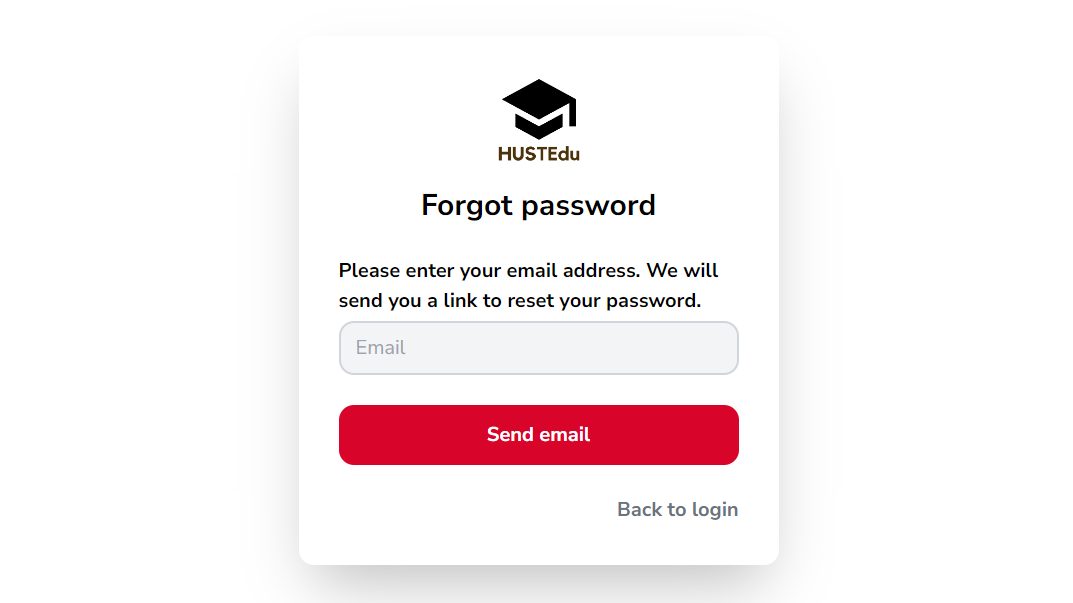 HUSTEdu
Forgot password
Please enter your email address. We will
send you a link to reset your password.
Email
Send email
Back to login